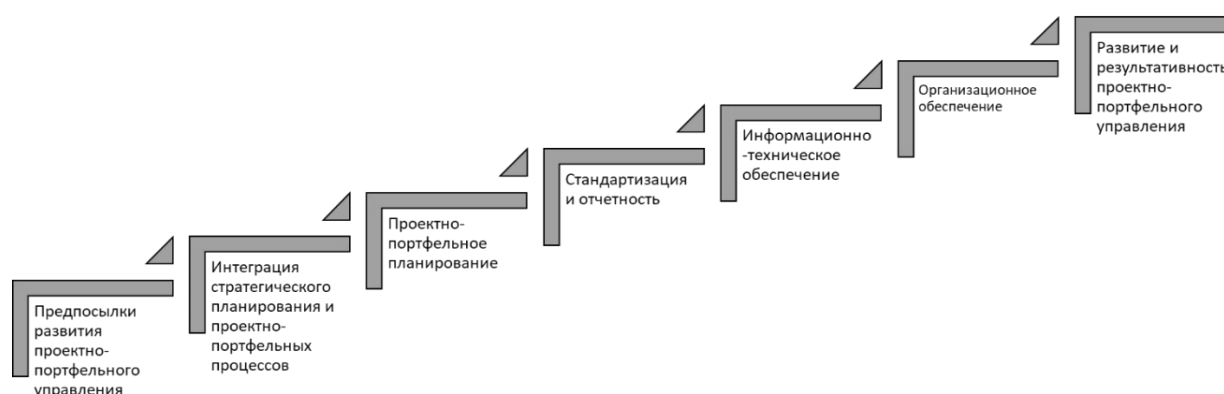 Предпосылки
развития
проектно-
портфельного
управления
Интеграция
стратегического
планирования и
проектно-
портфельных
процессов
Проектно-
портфельное
планирование
Стандартизация
и отчетность
Информационно
-техническое
обеспечение
Организационное
обеспечение
Развитие и
результативность
проектно-
портфельного
управления